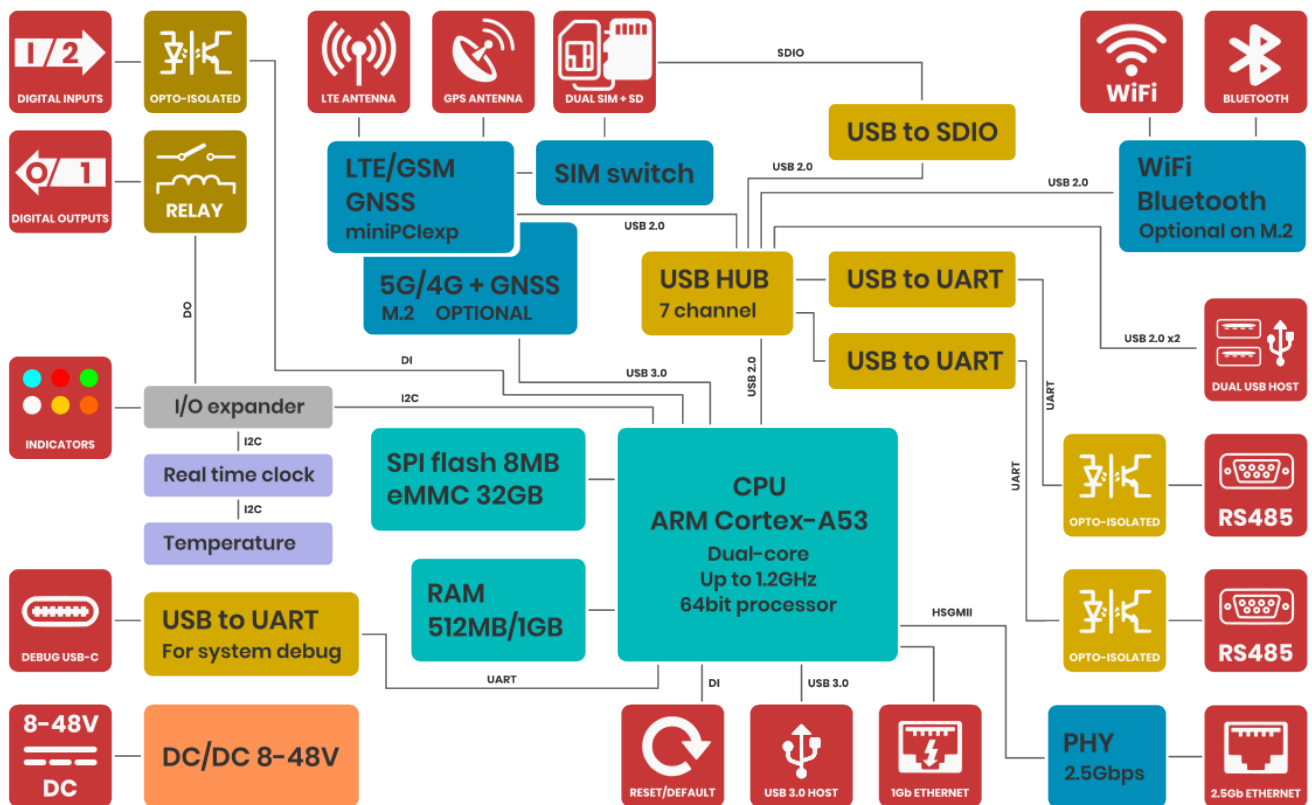 I/2
DIGITAL INPUTS
OPTO-ISOLATED
LTE ANTENNA
GPS ANTENNA
DUAL SIM + SD
SDIO
WiFi
BLUETOOTH
USB to SDIO
O/1
DIGITAL OUTPUTS
RELAY
LTE/GSM
GNSS
miniPCIexp
SIM switch
USB 2.0
USB 2.0
USB 2.0
WiFi
Bluetooth
Optional on M.2
5G/4G + GNSS
M.2 OPTIONAL
USB HUB
7 channel
USB to UART
USB to UART
DO
DI
USB 3.0
USB 2.0
I2C
USB 2.0 x2
DUAL USB HOST
INDICATORS
I/O expander
I2C
Real time clock
I2C
Temperature
SPI flash 8MB
eMMC 32GB
CPU
ARM Cortex-A53
Dual-core
Up to 1.2GHz
64bit processor
UART
UART
OPTO-ISOLATED
RS485
RAM
512MB/1GB
OPTO-ISOLATED
RS485
HSGMII
DEBUG USB-C
USB to UART
For system debug
UART
DI
USB 3.0
8-48V
DC
DC/DC 8-48V
RESET/DEFAULT
USB 3.0 HOST
1Gb ETHERNET
PHY
2.5Gbps
2.5Gb ETHERNET